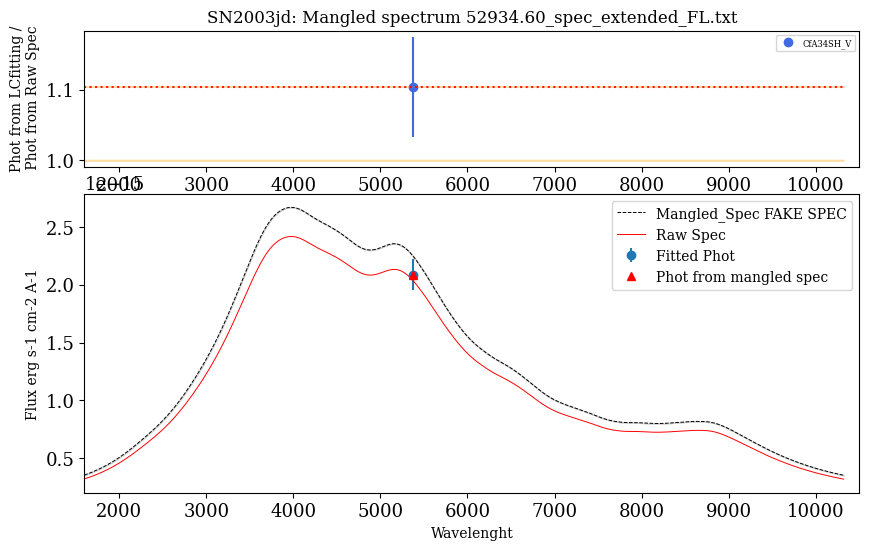 SN2003jd: Mangled spectrum 52934.60_spec_extended_FL.txt
Phot from LCfitting /
Phot from Raw Spec
1.1
1.0
CfA34SH_V
2000 3000 4000 5000 6000 7000 8000 9000 10000
1e−15
Flux erg s-1 cm-2 A-1
2.5
2.0
1.5
1.0
0.5
Mangled_Spec FAKE SPEC
Raw Spec
Fitted Phot
Phot from mangled spec
2000 3000 4000 5000 6000 7000 8000 9000 10000
Wavelenght